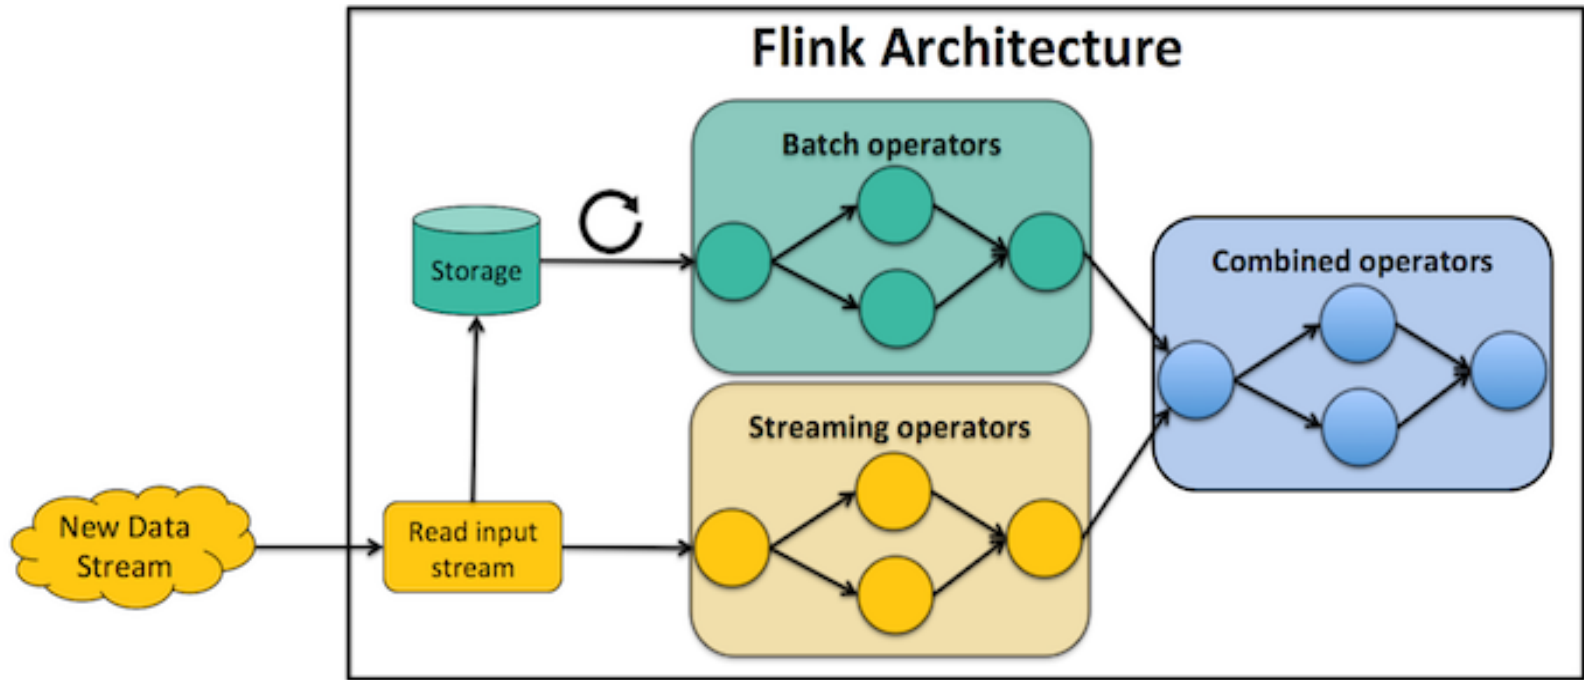 Flink Architecture
Batch operators
Storage
Combined operators
Streaming operators
New Data
Stream
Read input
stream